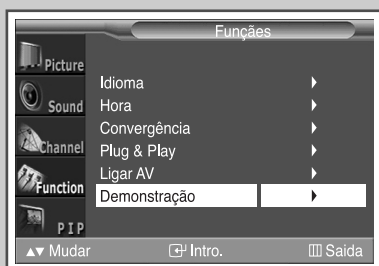 Funções
Picture
Sound
Channel
Function
PIP
Idioma
Hora
Convergência
Plug & Play
Ligar AV
Demonstração
Mudar
Intro.
Saida